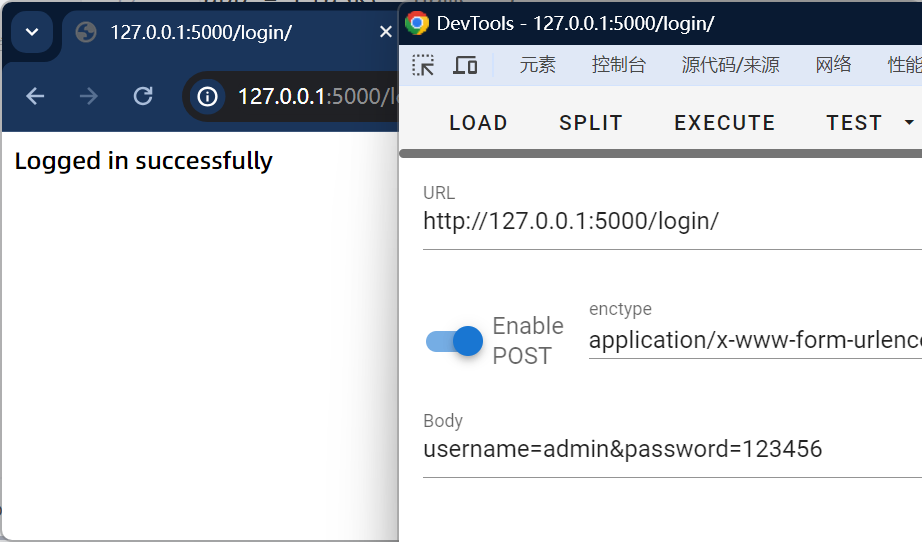 127.0.0.1:5000/login/
127.0.0.1:5000/l
Logged in successfully
DevTools - 127.0.0.1:5000/login/
元素 控制台 源代码/来源 网络 性能
LOAD SPLIT EXECUTE TEST
URL
http://127.0.0.1:5000/login/
Enable
POST
enctype
application/x-www-form-urlenc
Body
username=admin&password=123456